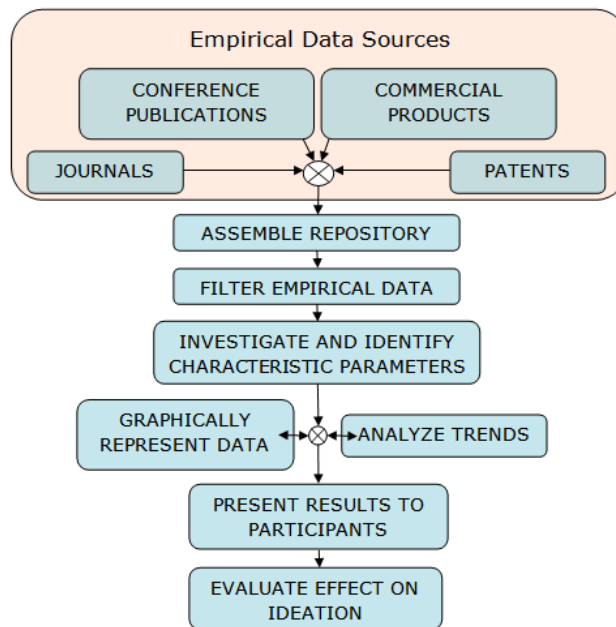 Empirical Data Sources
CONFERENCE
PUBLICATIONS
COMMERCIAL
PRODUCTS
JOURNALS
PATENTS
ASSEMBLE REPOSITORY
FILTER EMPIRICAL DATA
INVESTIGATE AND IDENTIFY
CHARACTERISTIC PARAMETERS
GRAPHICALLY
REPRESENT DATA
ANALYZE TRENDS
PRESENT RESULTS TO
PARTICIPANTS
EVALUATE EFFECT ON
IDEATION